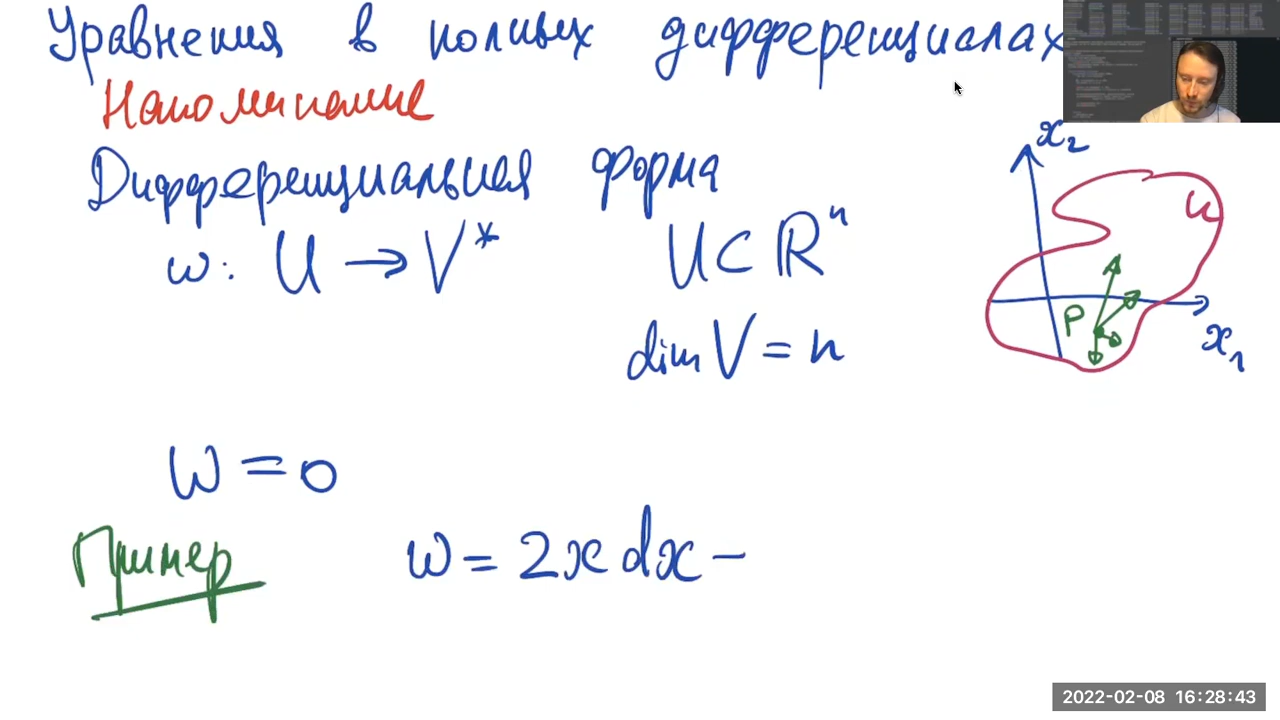 Уравнения в полных дифференциалах
Напоминание
Дифференциальная форма
ω: U → V*
U ⊂ ℝⁿ
dim V = n
x₂
U
P
x₁
ω = 0
Пример
ω = 2x dx −
2022-02-08 16:28:43